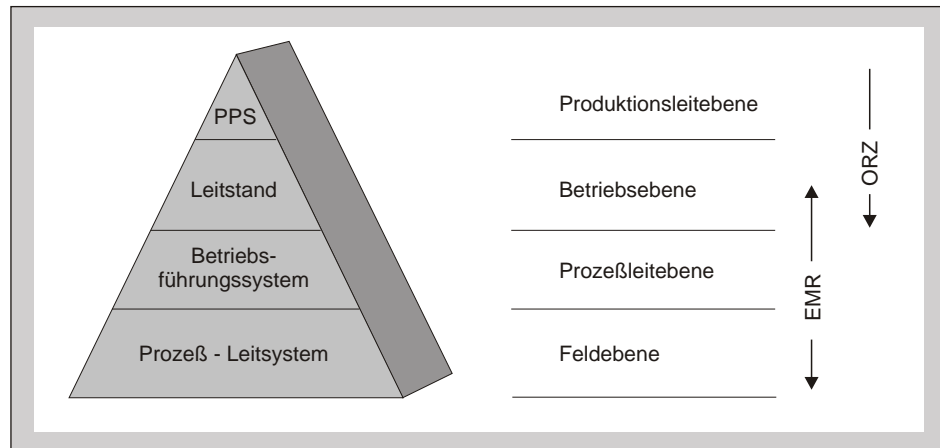 PPS
Leitstand
Betriebs-
führungssystem
Prozeß - Leitsystem
Produktionsleitebene
Betriebsebene
Prozeßleitebene
Feldebene
EMR
ORZ